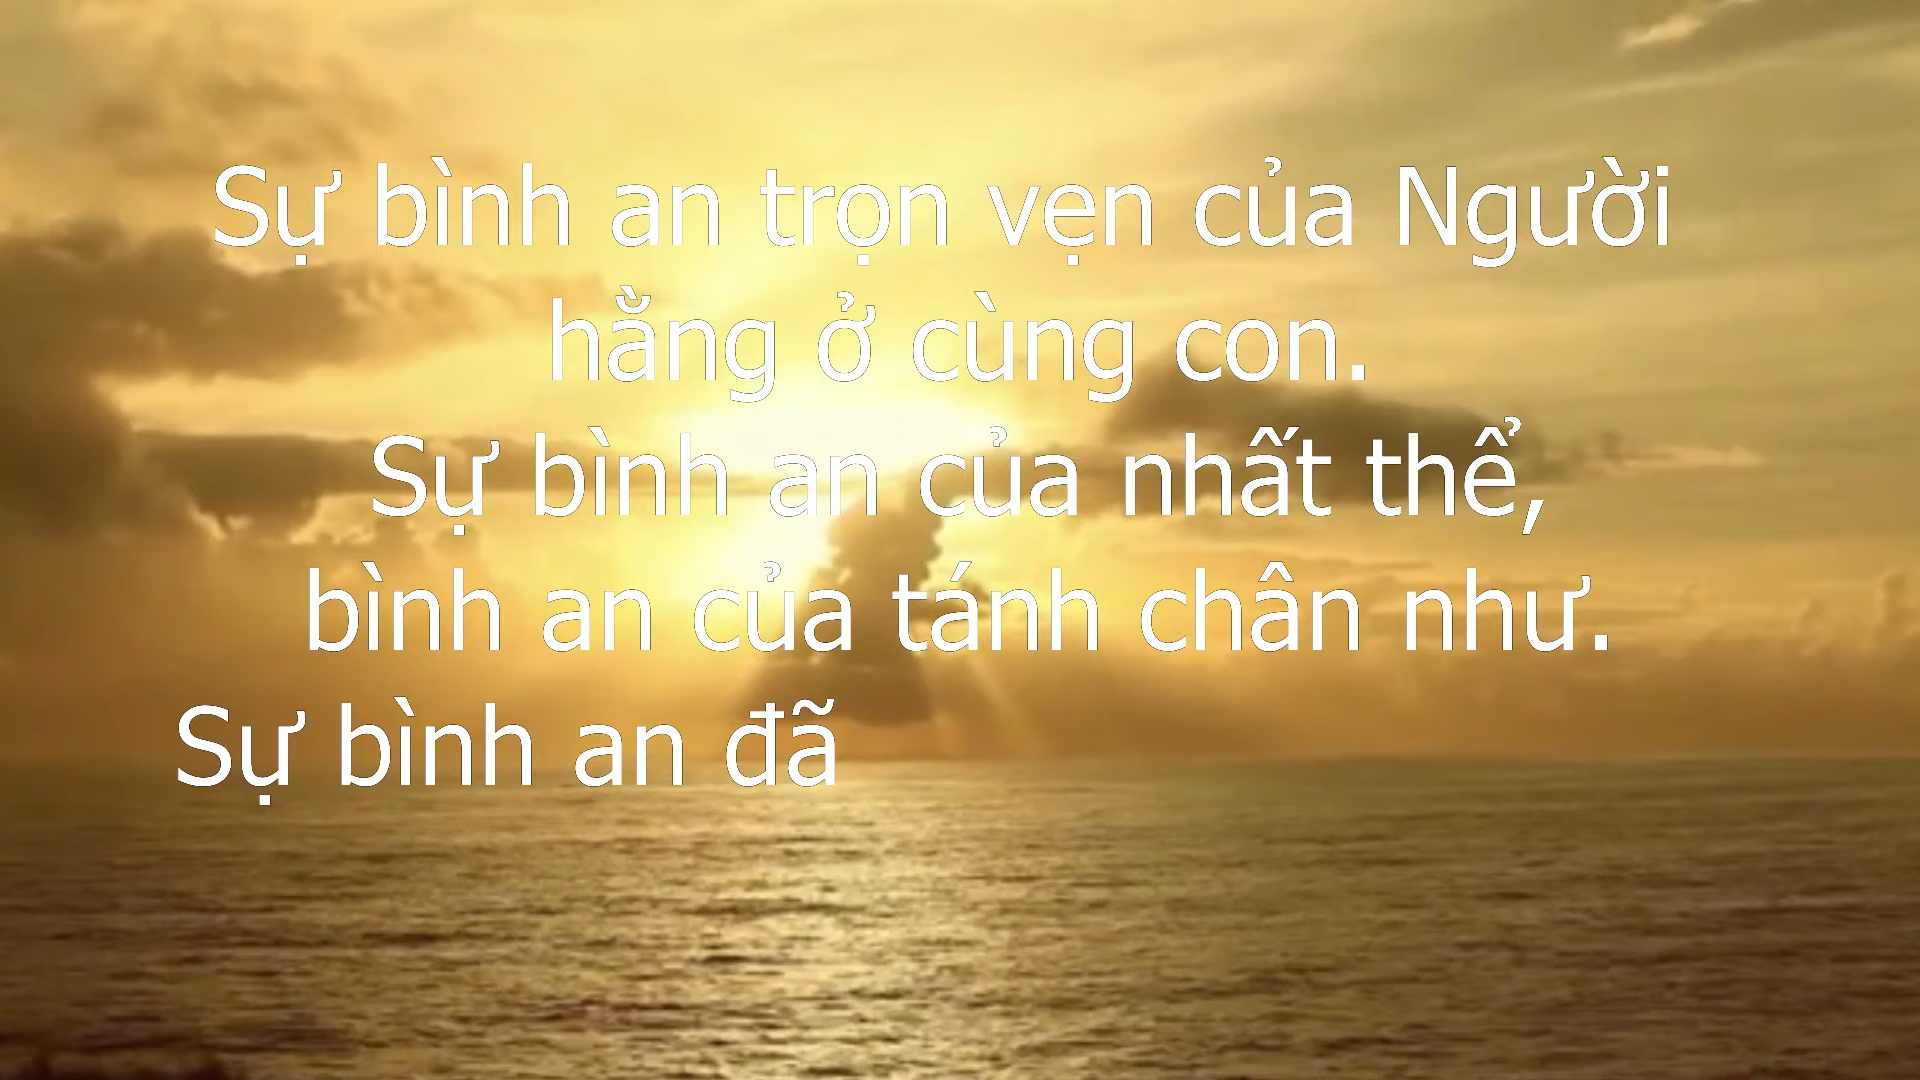 Sự bình an trọn vẹn của Người
hằng ở cùng con.
Sự bình an của nhất thể,
bình an của tánh chân như.
Sự bình an đã